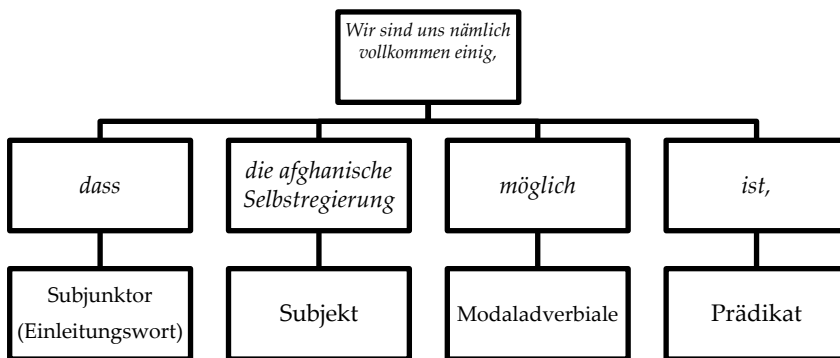 Wir sind uns nämlich
vollkommen einig,
dass
die afghanische
Selbstregierung
möglich
ist,
Subjunktor
(Einleitungswort)
Subjekt
Modaladverbiale
Prädikat